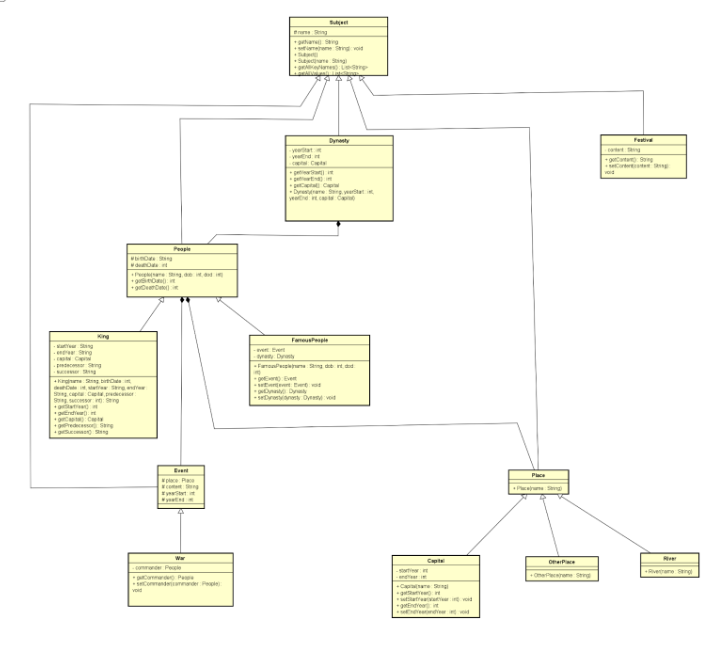 Subject
# name : String
+ getName() : String
+ setName(name : String) : void
+ Subject()
+ Subject(name : String)
+ getAllKeyNames() : List<String>
+ getAllValues() : List<String>
Dynasty
- yearStart : int
- yearEnd : int
- capital : Capital
+ getYearStart() : int
+ getYearEnd() : int
+ getCapital() : Capital
+ Dynasty(name : String, yearStart : int,
yearEnd : int, capital : Capital)
Festival
- content : String
+ getContent() : String
+ setContent(content : String) :
void
People
# birthDate : String
# deathDate : int
+ People(name : String, dob : int, dod : int)
+ getBirthDate() : int
+ getDeathDate() : int
King
- startYear : String
- endYear : String
- capital : Capital
- predecessor : String
- successor : String
+ King(name : String, birthDate : int,
deathDate : int, startYear : String, endYear :
String, capital : Capital, predecessor :
String, successor : int) : String
+ getStartYear() : int
+ getEndYear() : int
+ getCapital() : Capital
+ getPredecessor() : String
+ getSuccessor() : String
FamousPeople
- event : Event
- dynasty : Dynasty
+ FamousPeople(name : String, dob : int, dod :
int)
+ getEvent() : Event
+ setEvent(event : Event) : void
+ getDynasty() : Dynasty
+ setDynasty(dynasty : Dynasty) : void
Event
# place : Place
# content : String
# yearStart : int
# yearEnd : int
Place
+ Place(name : String)
War
- commander : People
+ getCommander() : People
+ setCommander(commander : People) :
void
Capital
- startYear : int
- endYear : int
+ Capital(name : String)
+ getStartYear() : int
+ setStartYear(startYear : int) : void
+ getEndYear() : int
+ setEndYear(endYear : int) : void
OtherPlace
+ OtherPlace(name : String)
River
+ River(name : String)